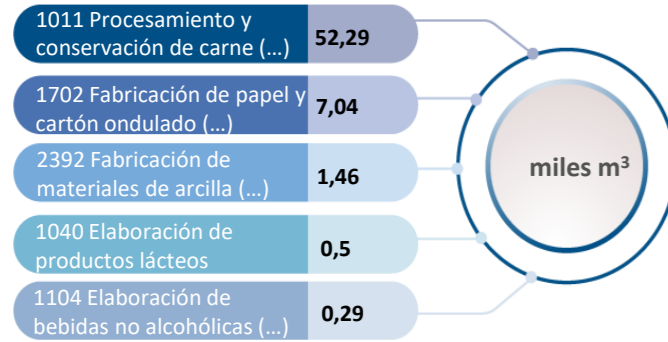 1011 Procesamiento y
conservación de carne (...)
52,29
1702 Fabricación de papel y
cartón ondulado (...)
7,04
2392 Fabricación de
materiales de arcilla (...)
1,46
1040 Elaboración de
productos lácteos
0,5
1104 Elaboración de
bebidas no alcohólicas (...)
0,29
miles m³